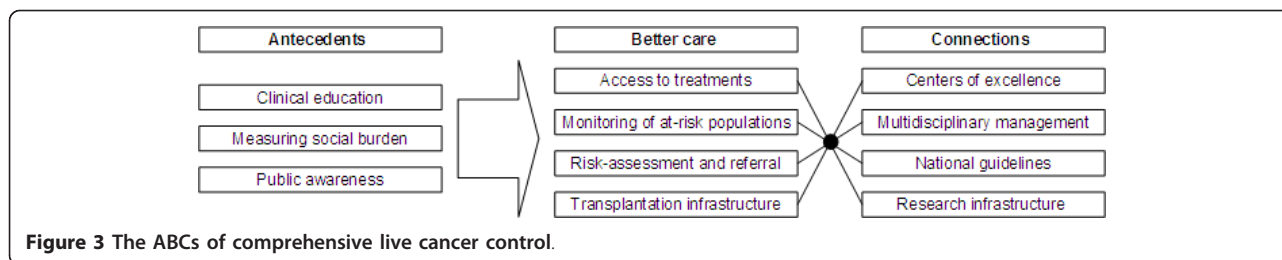 Antecedents
Clinical education
Measuring social burden
Public awareness
Better care
Access to treatments
Monitoring of at-risk populations
Risk-assessment and referral
Transplantation infrastructure
Connections
Centers of excellence
Multidisciplinary management
National guidelines
Research infrastructure
Figure 3 The ABCs of comprehensive live cancer control.